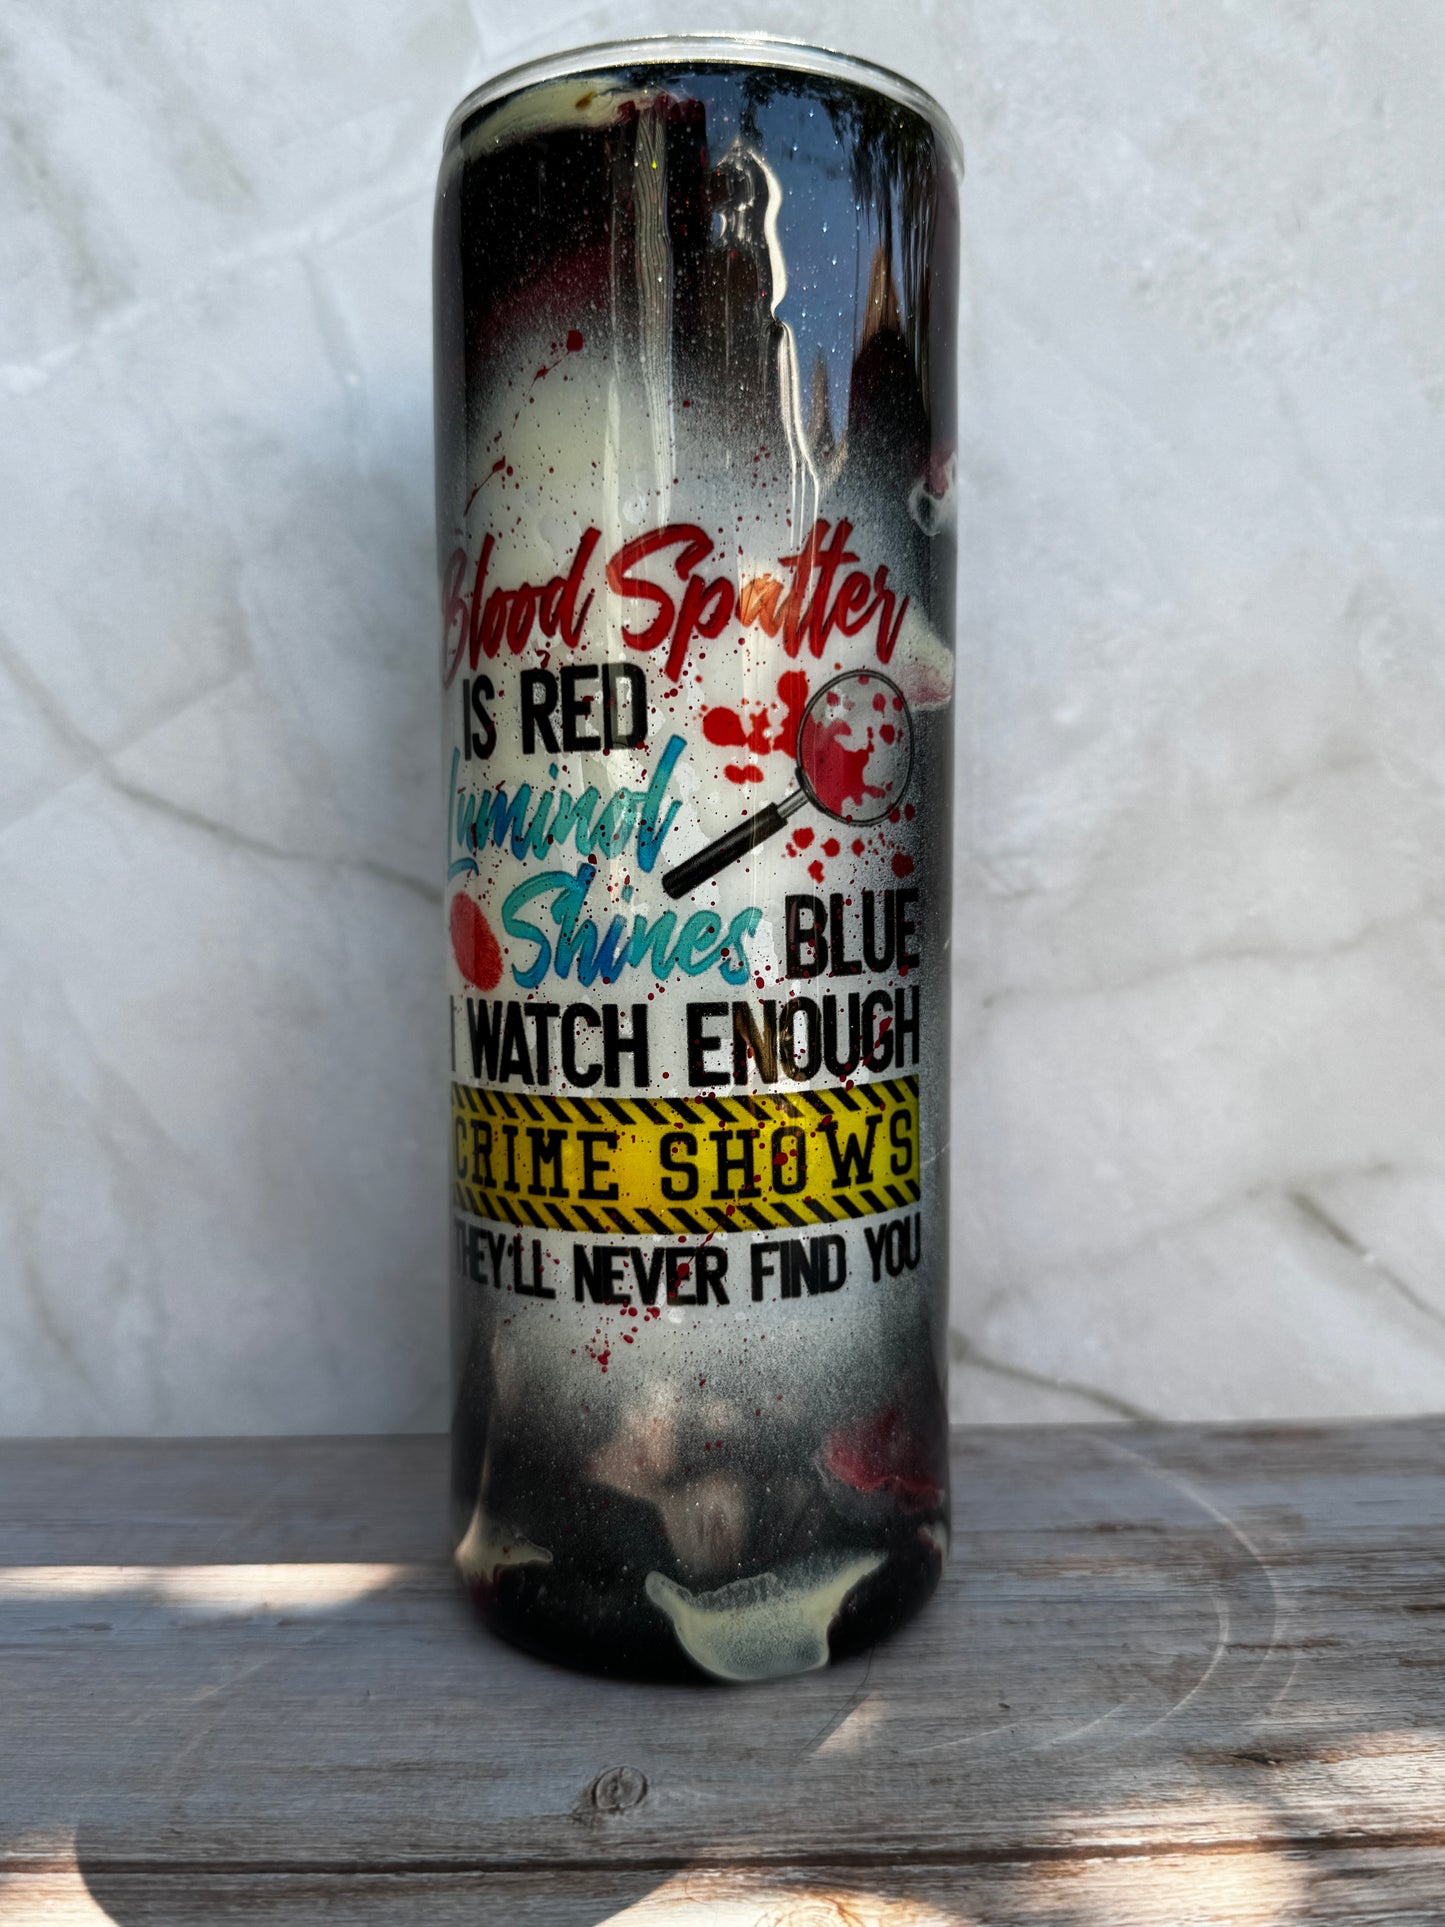 Blood Spatter
IS RED
Luminol
Shines BLUE
I WATCH ENOUGH
CRIME SHOWS
THEY'LL NEVER FIND YOU